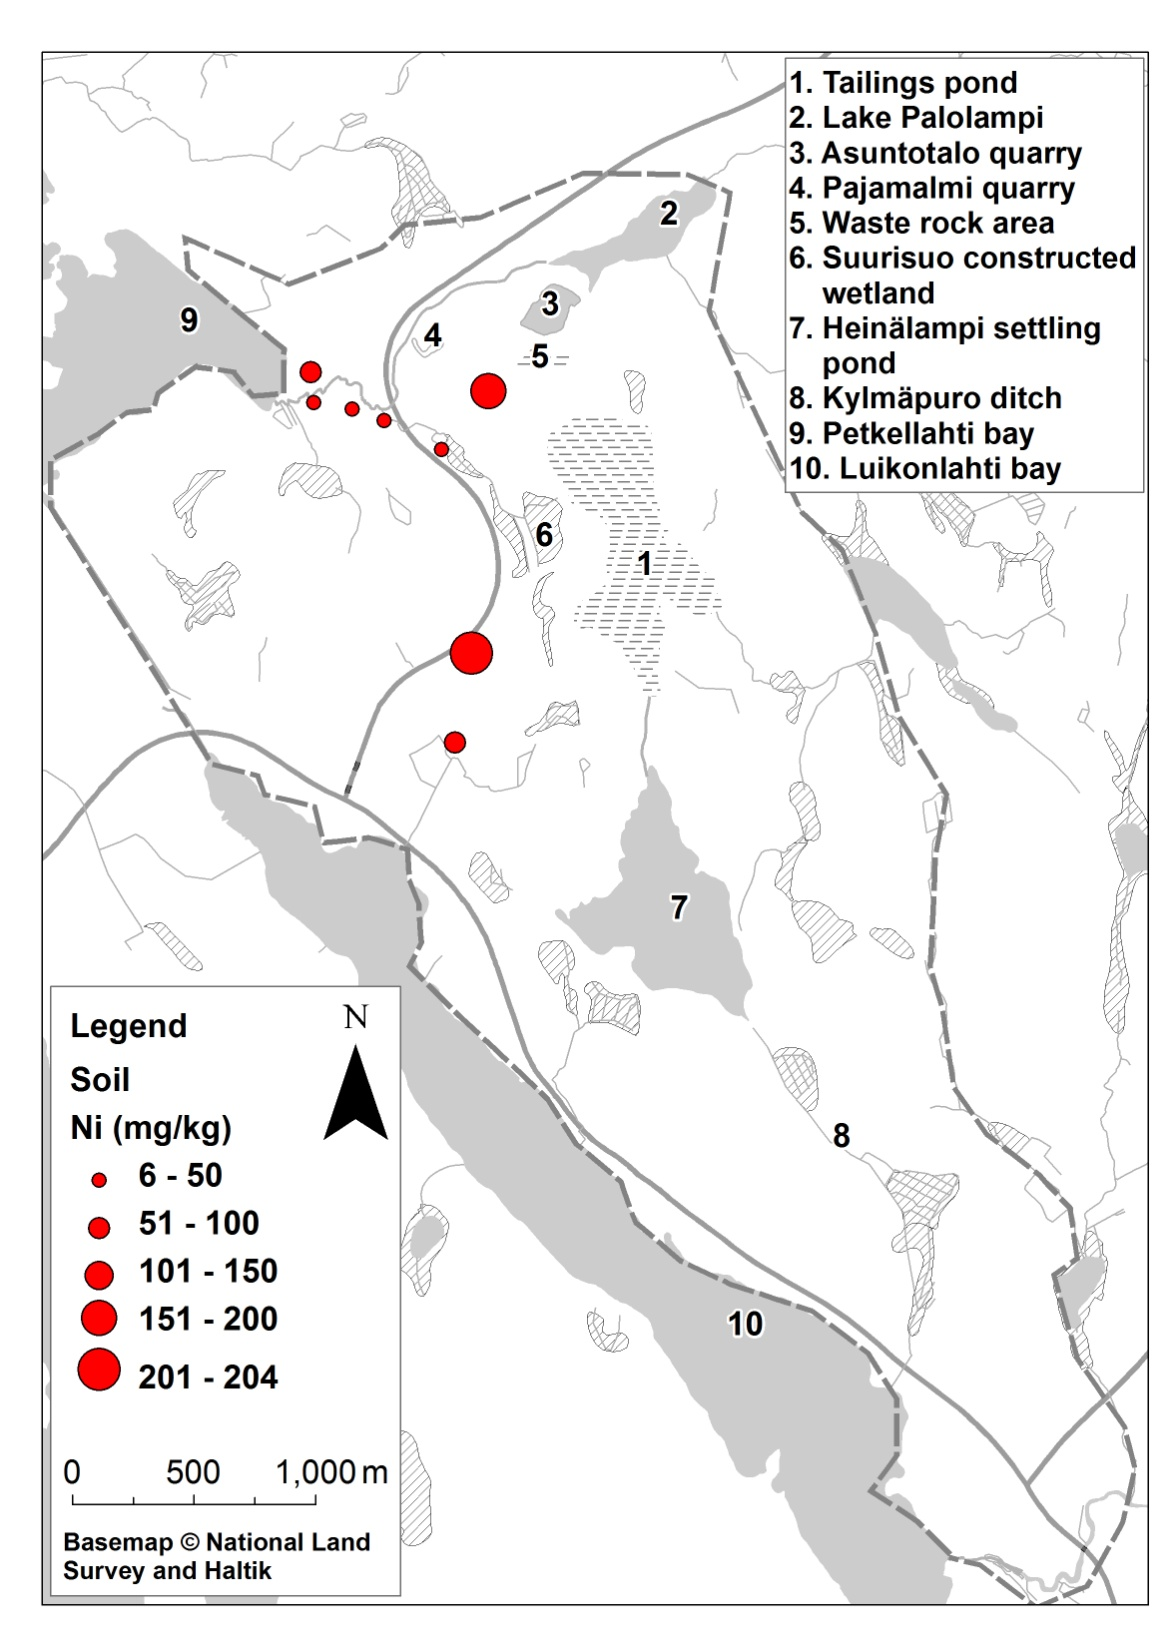 1. Tailings pond
2. Lake Palolampi
3. Asuntotalo quarry
4. Pajamalmi quarry
5. Waste rock area
6. Suurisuo constructed
wetland
7. Heinälampi settling
pond
8. Kylmäpuro ditch
9. Petkellahti bay
10. Luikonlahti bay
2
3
9
4
5
6
1
7
8
10
Legend
N
Soil
Ni (mg/kg)
6 - 50
51 - 100
101 - 150
151 - 200
201 - 204
0 500 1,000 m
Basemap © National Land
Survey and Haltik